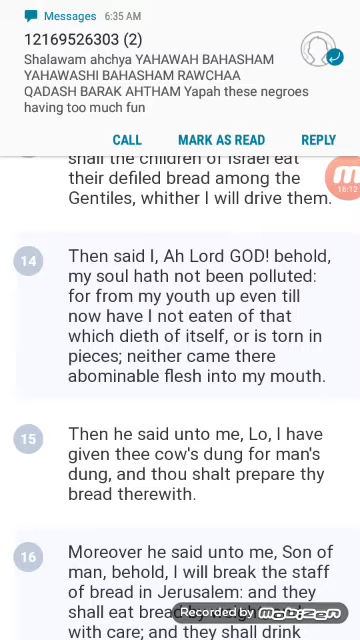 Messages 6:35 AM
12169526303 (2)
Shalawam ahchya YAHAWAH BAHASHAM
YAHAWASHI BAHASHAM RAWCHAA
QADASH BARAK AHTHAM Yapah these negroes
having too much fun
CALL MARK AS READ REPLY
shall the children of Israel eat
their defiled bread among the
Gentiles, whither I will drive them.
16:12
14 Then said I, Ah Lord GOD! behold,
my soul hath not been polluted:
for from my youth up even till
now have I not eaten of that
which dieth of itself, or is torn in
pieces; neither came there
abominable flesh into my mouth.
15 Then he said unto me, Lo, I have
given thee cow's dung for man's
dung, and thou shalt prepare thy
bread therewith.
16 Moreover he said unto me, Son of
man, behold, I will break the staff
of bread in Jerusalem: and they
shall eat bread by
Recorded by mobizen
with care; and they shall drink